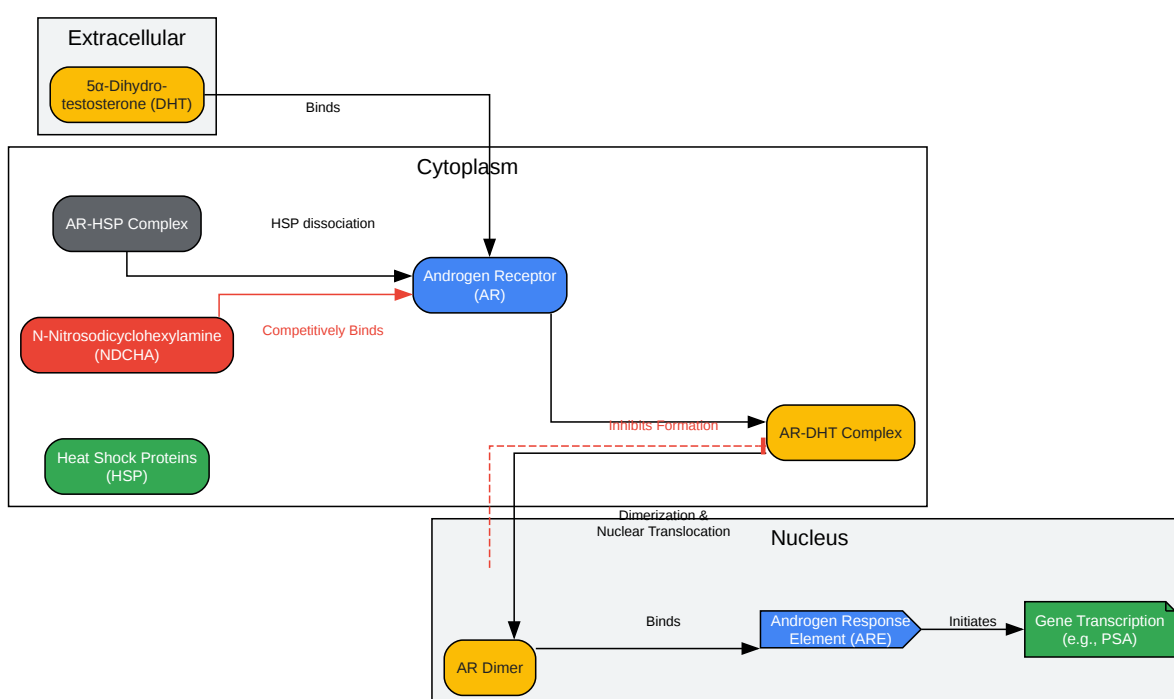 Extracellular
5α-Dihydro-
testosterone (DHT)
Binds
Cytoplasm
AR-HSP Complex
HSP dissociation
Androgen Receptor
(AR)
N-Nitrosodicyclohexylamine
(NDCHA)
Competitively Binds
Inhibits Formation
AR-DHT Complex
Heat Shock Proteins
(HSP)
Dimerization &
Nuclear Translocation
Nucleus
Binds
Androgen Response
Element (ARE)
Initiates
Gene Transcription
(e.g., PSA)
AR Dimer